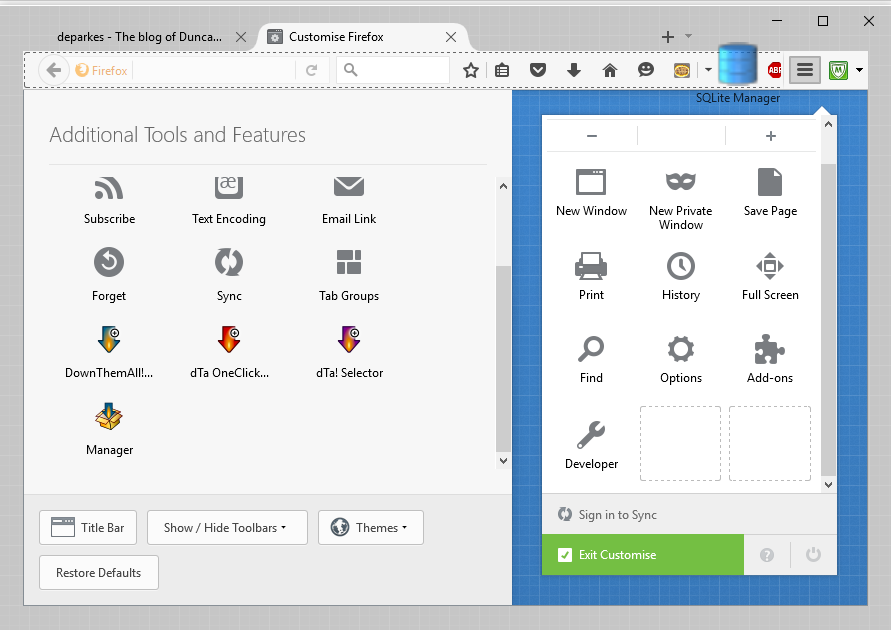 deparkes - The blog of Dunca...
Customise Firefox
Firefox
ABP
SQLite Manager
Additional Tools and Features
Subscribe
æ
Text Encoding
Email Link
Forget
Sync
Tab Groups
DownThemAll!...
dTa OneClick...
dTa! Selector
Manager
Title Bar
Show / Hide Toolbars
Themes
Restore Defaults
− +
New Window
New Private
Window
Save Page
Print
History
Full Screen
Find
Options
Add-ons
Developer
Sign in to Sync
Exit Customise
?